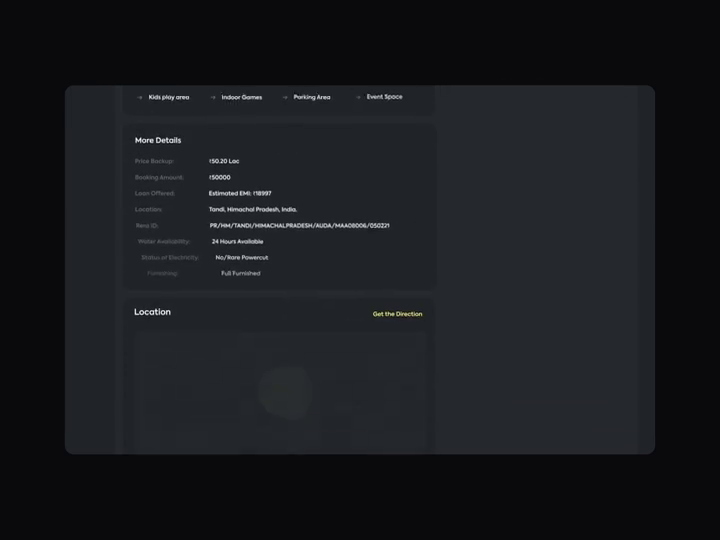 → Kids play area → Indoor Games → Parking Area → Event Space
More Details
Price Backup: ₹50.20 Lac
Booking Amount: ₹50000
Loan Offered: Estimated EMI: ₹18997
Location: Tandi, Himachal Pradesh, India.
Rera ID: PR/HM/TANDI/HIMACHALPRADESH/AUDA/MAA08006/050221
Water Availability: 24 Hours Available
Status of Electricity: No/Rare Powercut
Furnishing: Full Furnished
Location Get the Direction